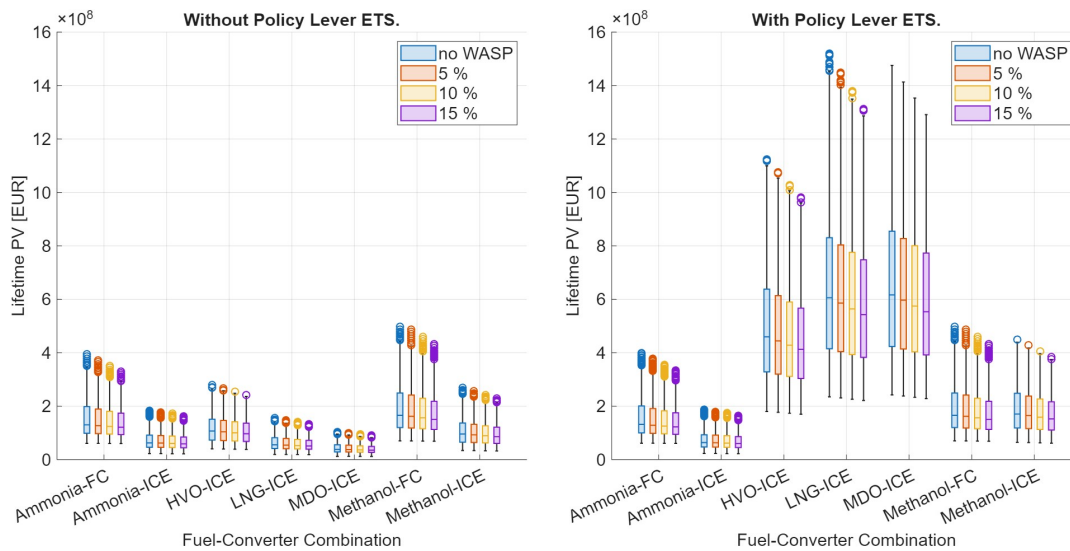 Without Policy Lever ETS.
×10⁸
16
14
12
10
8
6
4
2
0
Lifetime PV [EUR]
no WASP
5 %
10 %
15 %
Ammonia-FC
Ammonia-ICE
HVO-ICE
LNG-ICE
MDO-ICE
Methanol-FC
Methanol-ICE
Fuel-Converter Combination
With Policy Lever ETS.
×10⁸
16
14
12
10
8
6
4
2
0
Lifetime PV [EUR]
no WASP
5 %
10 %
15 %
Ammonia-FC
Ammonia-ICE
HVO-ICE
LNG-ICE
MDO-ICE
Methanol-FC
Methanol-ICE
Fuel-Converter Combination